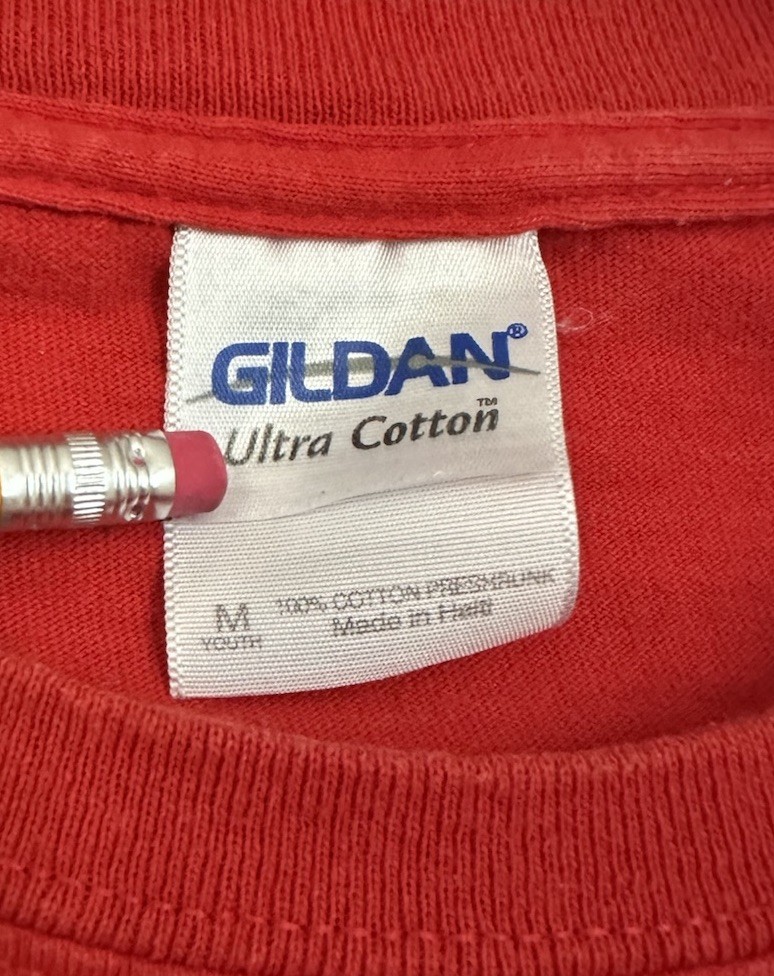 GILDAN®
Ultra Cotton™
M
YOUTH
100% COTTON PRESHRUNK
Made in Haiti